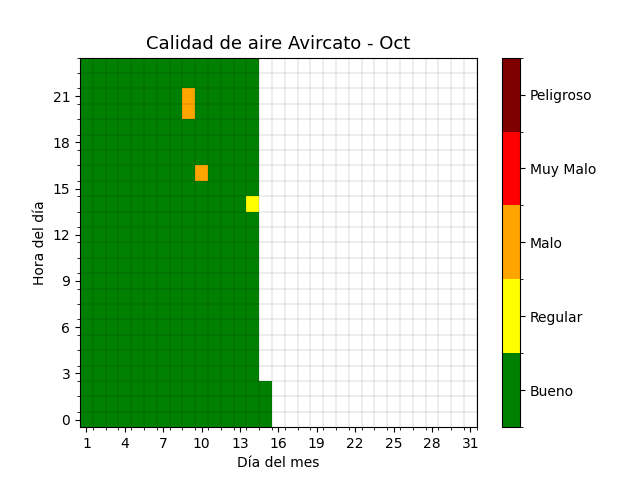 Calidad de aire Avircato - Oct
Hora del día
21
18
15
12
9
6
3
0
1 4 7 10 13 16 19 22 25 28 31
Día del mes
Peligroso
Muy Malo
Malo
Regular
Bueno